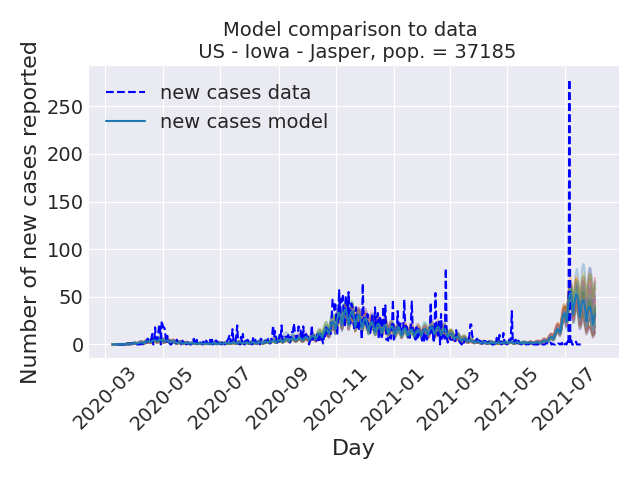 Model comparison to data
US - Iowa - Jasper, pop. = 37185
Number of new cases reported
new cases data
new cases model
250
200
150
100
50
0
2020-03
2020-05
2020-07
2020-09
2020-11
2021-01
2021-03
2021-05
2021-07
Day